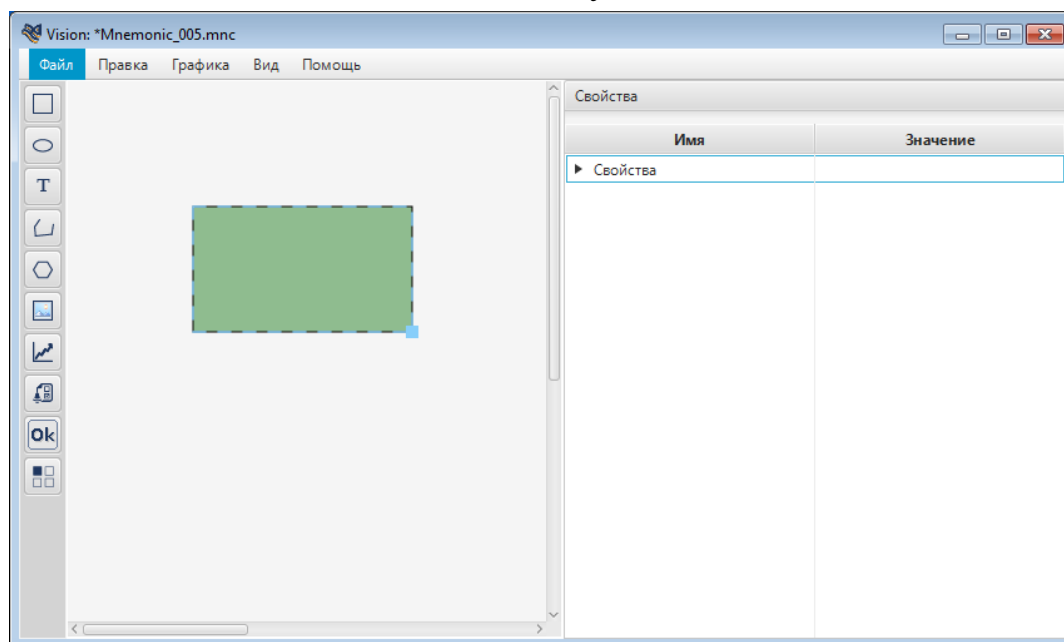 Vision: *Mnemonic_005.mnc
Файл Правка Графика Вид Помощь
Свойства
Имя Значение
Свойства
T
Ok